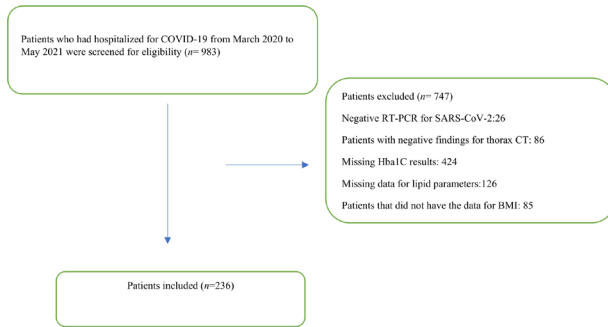 Patients who had hospitalized for COVID-19 from March 2020 to
May 2021 were screened for eligibility (n= 983)
Patients excluded (n= 747)
Negative RT-PCR for SARS-CoV-2:26
Patients with negative findings for thorax CT: 86
Missing Hba1C results: 424
Missing data for lipid parameters:126
Patients that did not have the data for BMI: 85
Patients included (n=236)